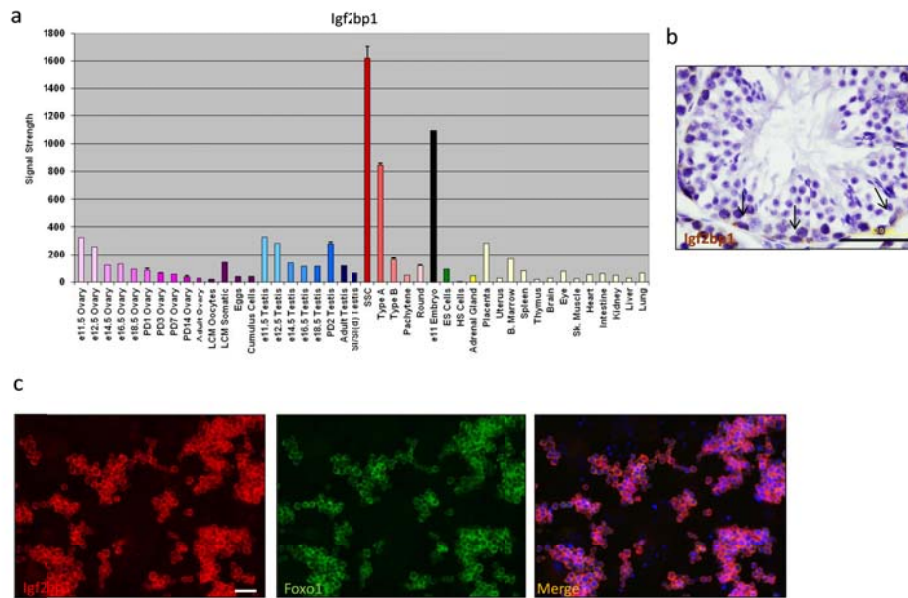 a
Igf2bp1
Signal Strength
1800
1600
1400
1200
1000
800
600
400
200
0
e11.5 Ovary
e12.5 Ovary
e14.5 Ovary
e16.5 Ovary
e18.5 Ovary
PD1 Ovary
PD3 Ovary
PD7 Ovary
PD14 Ovary
Adult Ovary
LCM Oocytes
LCM Somatic
Eggs
Cumulus Cells
e11.5 Testis
e12.5 Testis
e14.5 Testis
e16.5 Testis
e18.5 Testis
PD2 Testis
Adult Testis
Testis
SSC
Type A
Type B
Pachytene
Round
e11 Embryo
ES Cells
HS Cells
Adrenal Gland
Placenta
Uterus
B. Marrow
Spleen
Thymus
Brain
Eye
Sk. Muscle
Heart
Intestine
Kidney
Liver
Lung
b
Igf2bp1
c
Foxo1
Merge